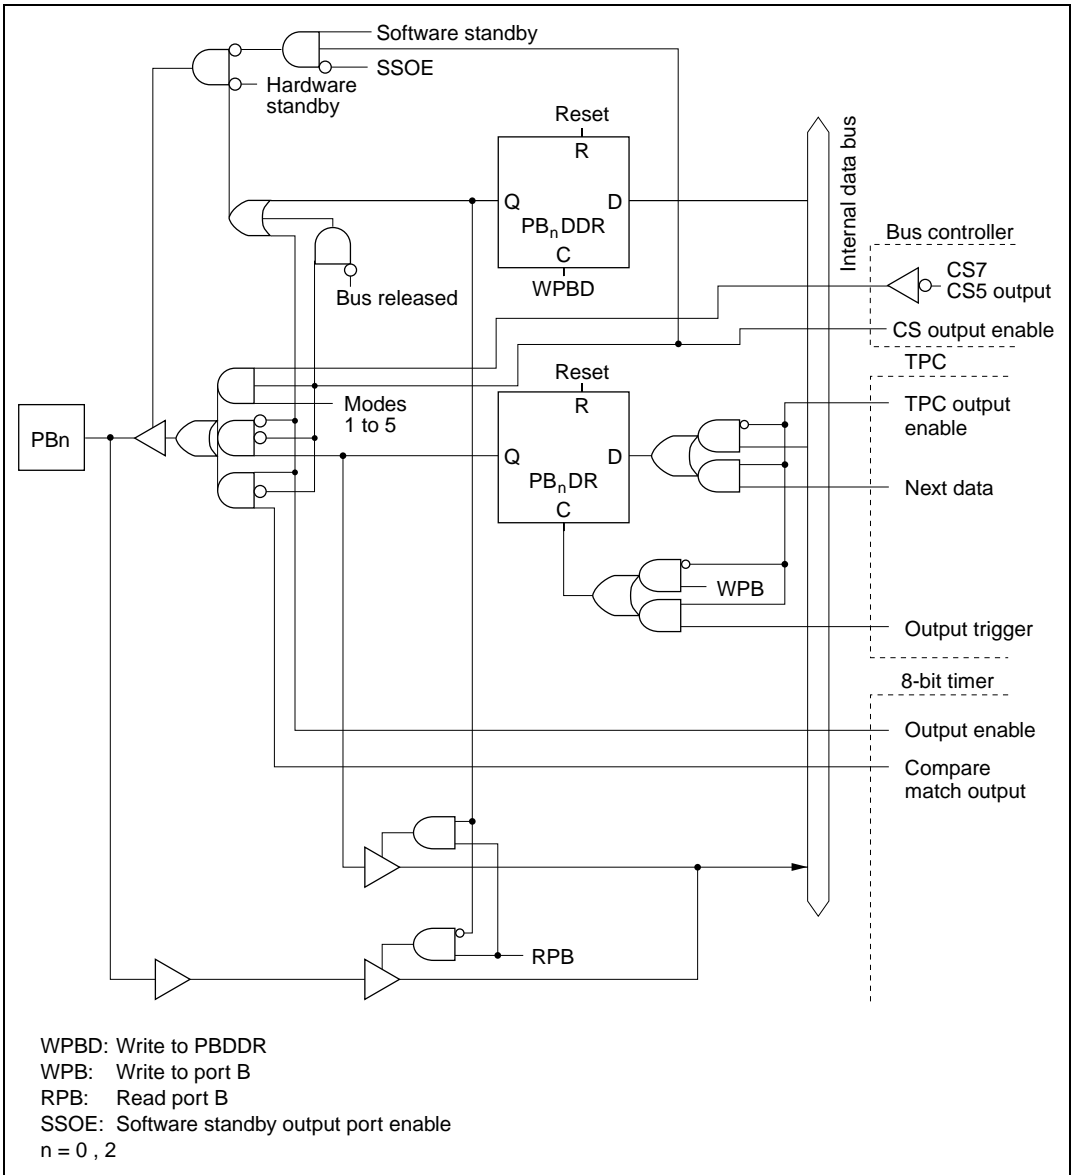 Software standby
SSOE
Hardware
standby
Reset
R
Q
D
PBnDDR
C
WPBD
Internal data bus
Bus released
Bus controller
CS7
CS5 output
CS output enable
TPC
Reset
R
Modes
1 to 5
TPC output
enable
PBn
Q
D
PBnDR
C
Next data
WPB
Output trigger
8-bit timer
Output enable
Compare
match output
RPB
WPBD: Write to PBDDR
WPB: Write to port B
RPB: Read port B
SSOE: Software standby output port enable
n = 0 , 2